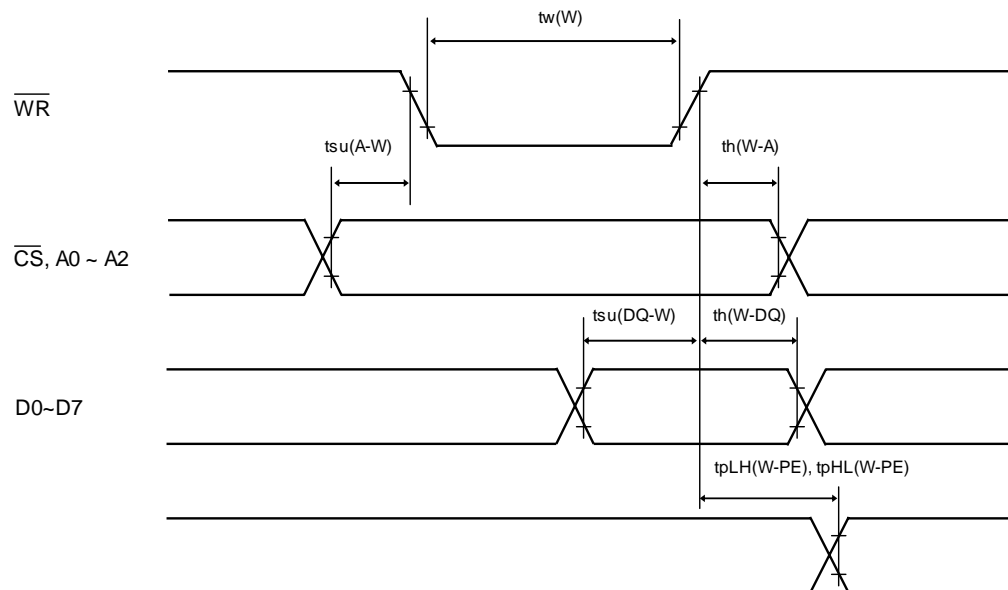 tw(W)
WR
tsu(A-W)
th(W-A)
CS, A0 ~ A2
tsu(DQ-W)
th(W-DQ)
D0~D7
tpLH(W-PE), tpHL(W-PE)